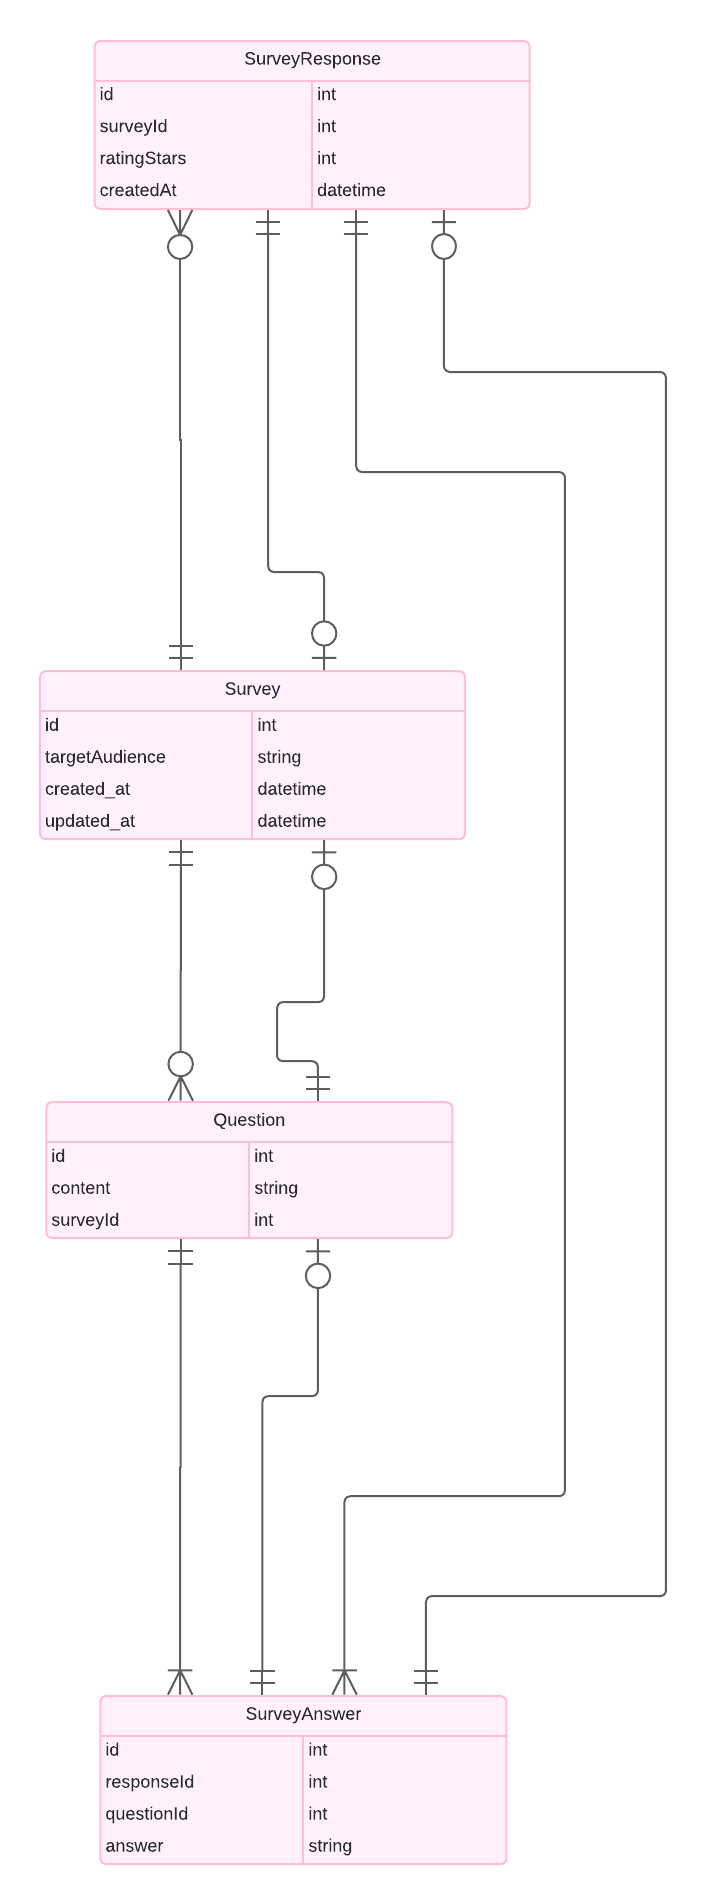 SurveyResponse
id int
surveyId int
ratingStars int
createdAt datetime
Survey
id int
targetAudience string
created_at datetime
updated_at datetime
Question
id int
content string
surveyId int
SurveyAnswer
id int
responseId int
questionId int
answer string